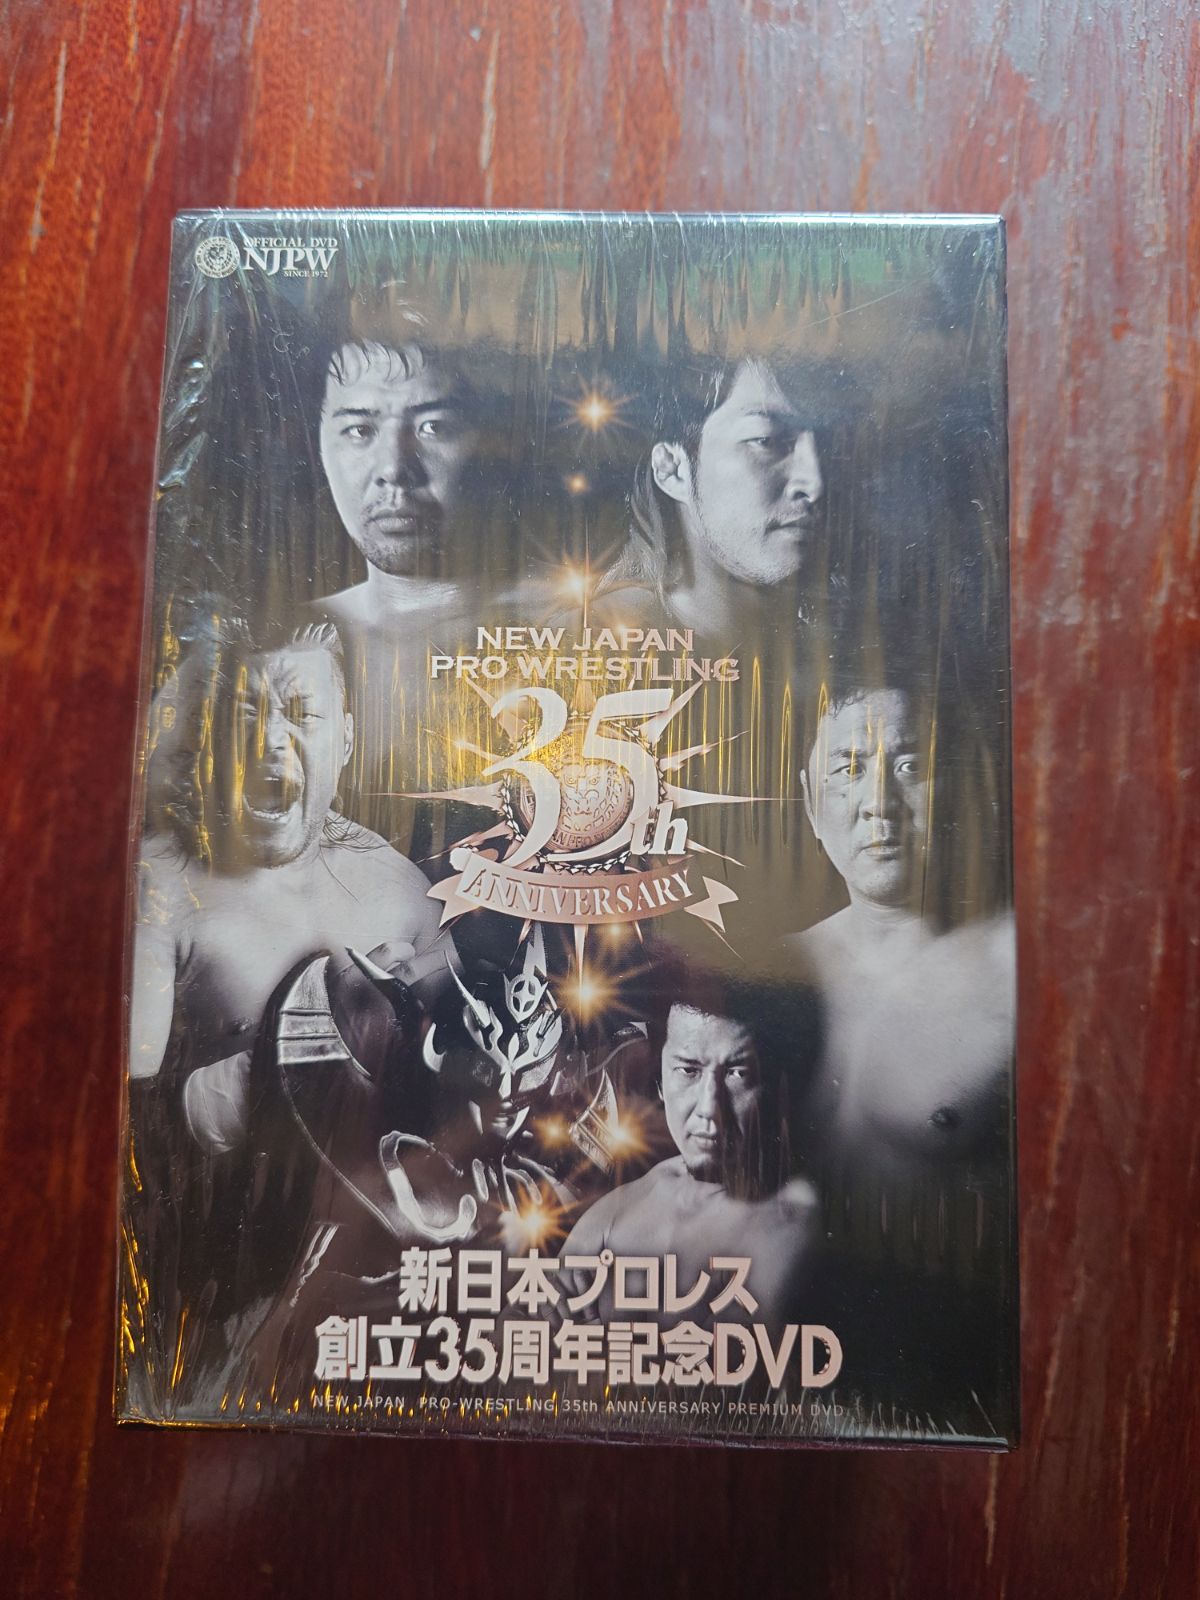 OFFICIAL DVD
NJPW
SINCE 1972
NEW JAPAN
PRO WRESTLING
35th
ANNIVERSARY
新日本プロレス
創立35周年記念DVD
NEW JAPAN PRO-WRESTLING 35th ANNIVERSARY PREMIUM DVD